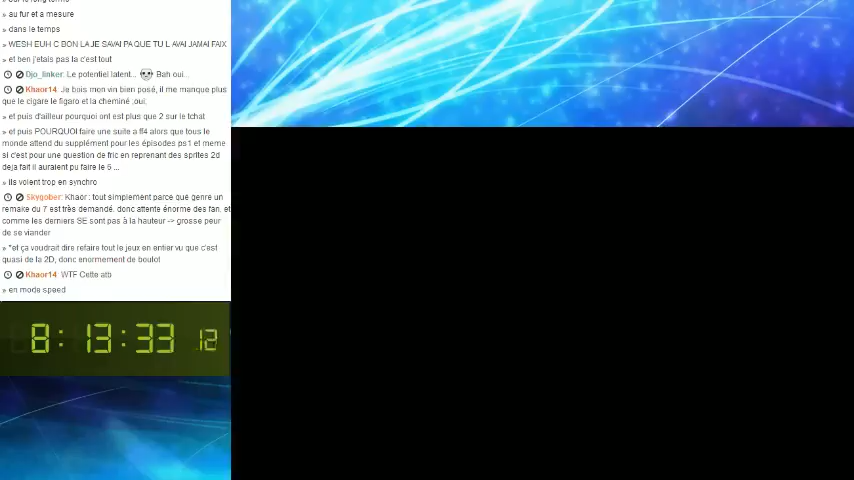 » au fur et a mesure
» dans le temps
» WESH EUH C BON LAJE SAVAI PA QUE TU L AVAI JAMAI FAIX
» et ben j'etais pas la c'est tout
Djo_linker: Le potentiel latent... Bah oui..
Khaor14: Je bois mon vin bien posé, il me manque plus
que le cigare le figaro et la cheminé ;oui;
» et puis d'ailleur pourquoi ont est plus que 2 sur le tchat
» et puis POURQUOI faire une suite a ff4 alors que tous le
monde attend du supplément pour les épisodes ps1 et meme
si c'est pour une question de fric en reprenant des sprites 2d
deja fait il auraient pu faire le 6 ...
» ils volent trop en synchro
Skygober: Khaor : tout simplement parce que genre un
remake du 7 est très demandé, donc attente énorme des fan, et
comme les derniers SE sont pas à la hauteur -> grosse peur
de se viander
» *et ça voudrait dire refaire tout le jeux en entier vu que c'est
quasi de la 2D, donc enormement de boulot
Khaor14: WTF Cette atb
» en mode speed
8:13:33 12